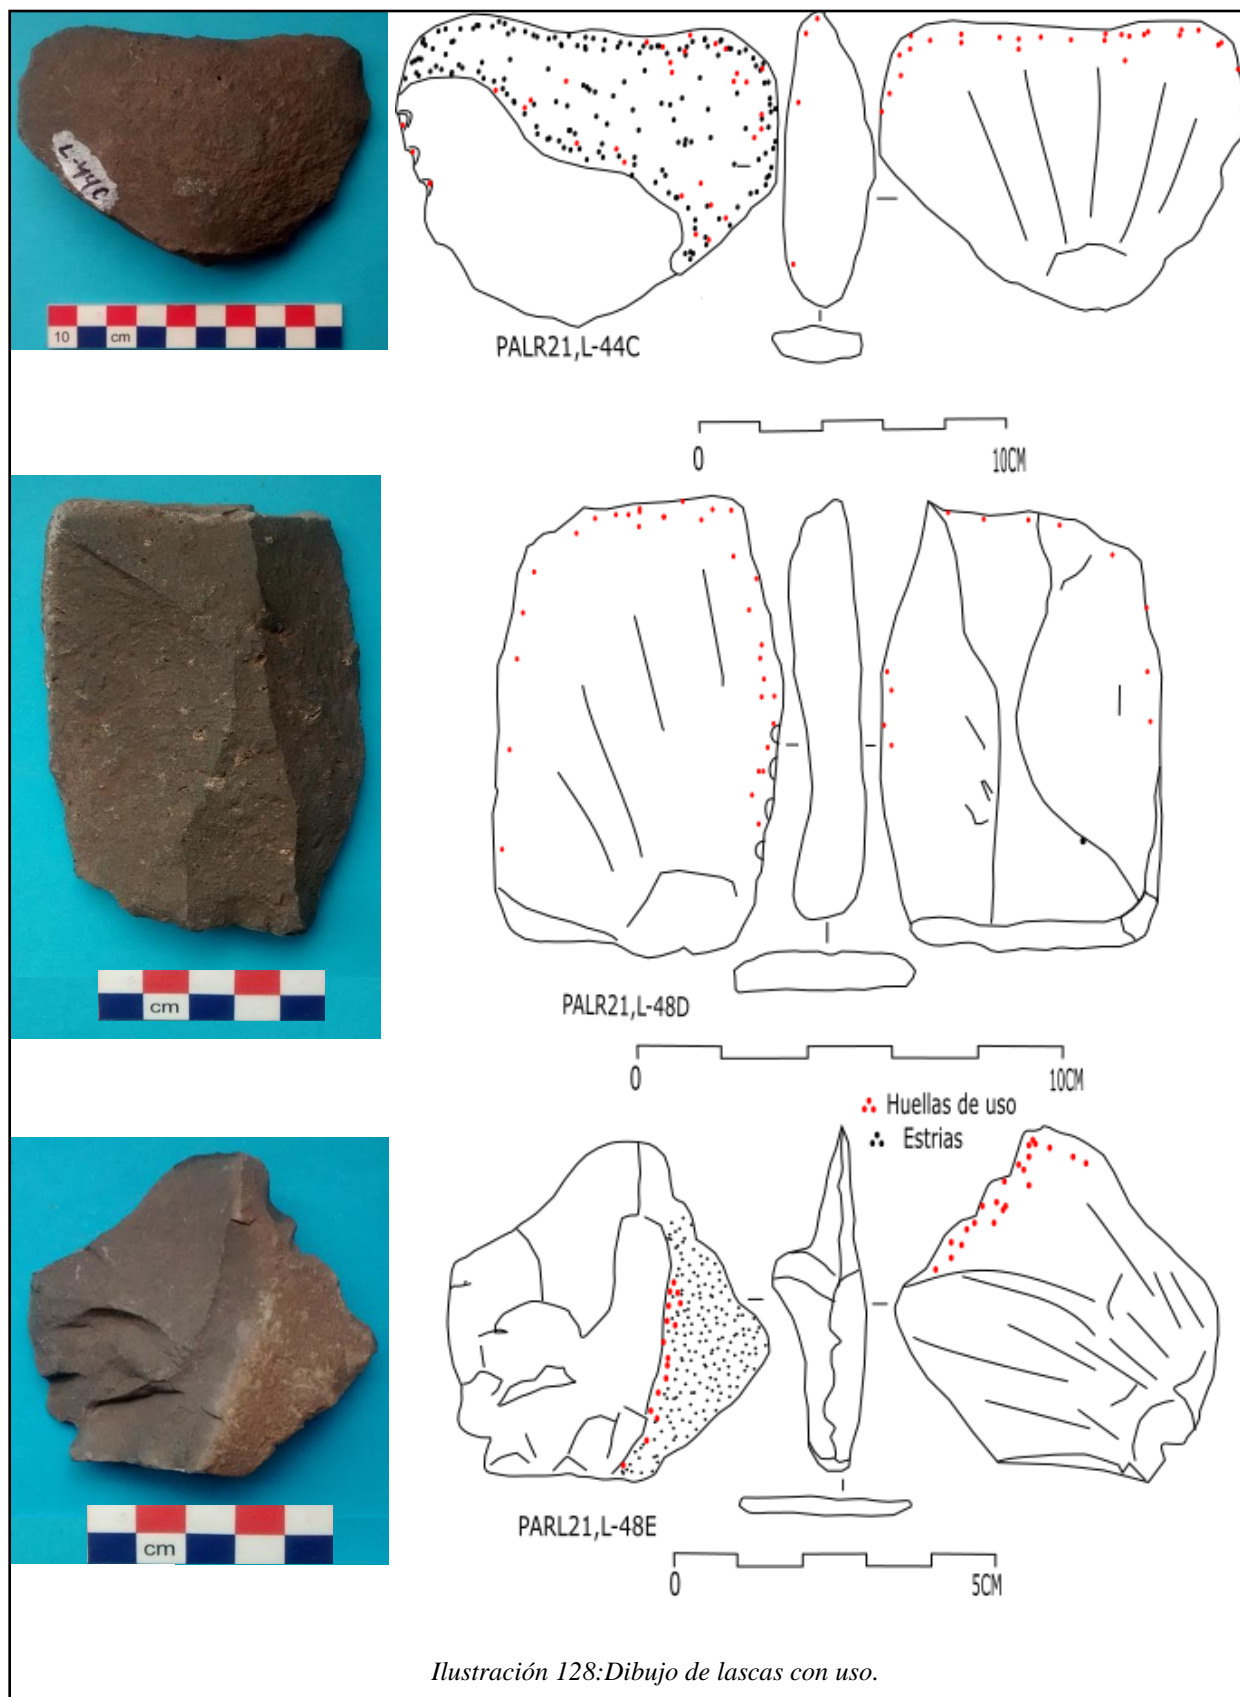 L-44C
10 cm
PALR21,L-44C
0 10CM
cm
PALR21,L-48D
0 10CM
Huellas de uso
Estrias
cm
PARL21,L-48E
0 5CM
Ilustración 128:Dibujo de lascas con uso.